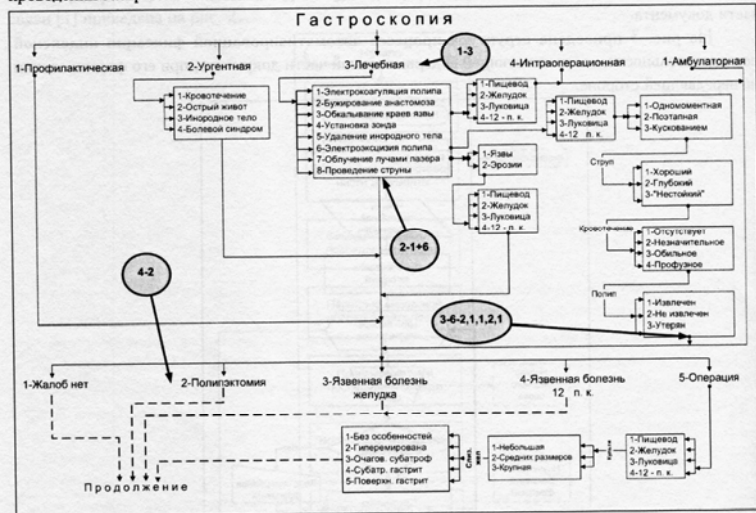 Гастроскопия
1-Профилактическая
2-Ургентная
3-Лечебная
1-3
4-Интраоперационная
1-Амбулаторная
1-Кровотечение
2-Острый живот
3-Инородное тело
4-Болевой синдром
1-Электрокоагуляция полипа
2-Бужирование анастомоза
3-Обкалывание краев язвы
4-Установка зонда
5-Удаление инородного тела
6-Электроэксцизия полипа
7-Облучение лучами лазера
8-Проведение струны
1-Пищевод
2-Желудок
3-Луковица
4-12 - п. к.
1-Пищевод
2-Желудок
3-Луковица
4-12 п. к.
1-Одномоментная
2-Поэтапная
3-Кускованием
1-Язвы
2-Эрозии
Струп
1-Хороший
2-Глубокий
3-"Нестойкий"
1-Пищевод
2-Желудок
3-Луковица
4-12 - п. к.
Кровотечение
1-Отсутствует
2-Незначительное
3-Обильное
4-Профузное
2-1+6
4-2
3-6-2,1,1,2,1
Полип
1-Извлечен
2-Не извлечен
3-Утерян
1-Жалоб нет
2-Полипэктомия
3-Язвенная болезнь
желудка
4-Язвенная болезнь
12 п. к.
5-Операция
1-Без особенностей
2-Гиперемирована
3-Очагов. субатроф
4-Субатр. гастрит
5-Поверхн. гастрит
1-Небольшая
2-Средних размеров
3-Крупная
1-Пищевод
2-Желудок
3-Луковица
4-12 - п. к.
Продолжение